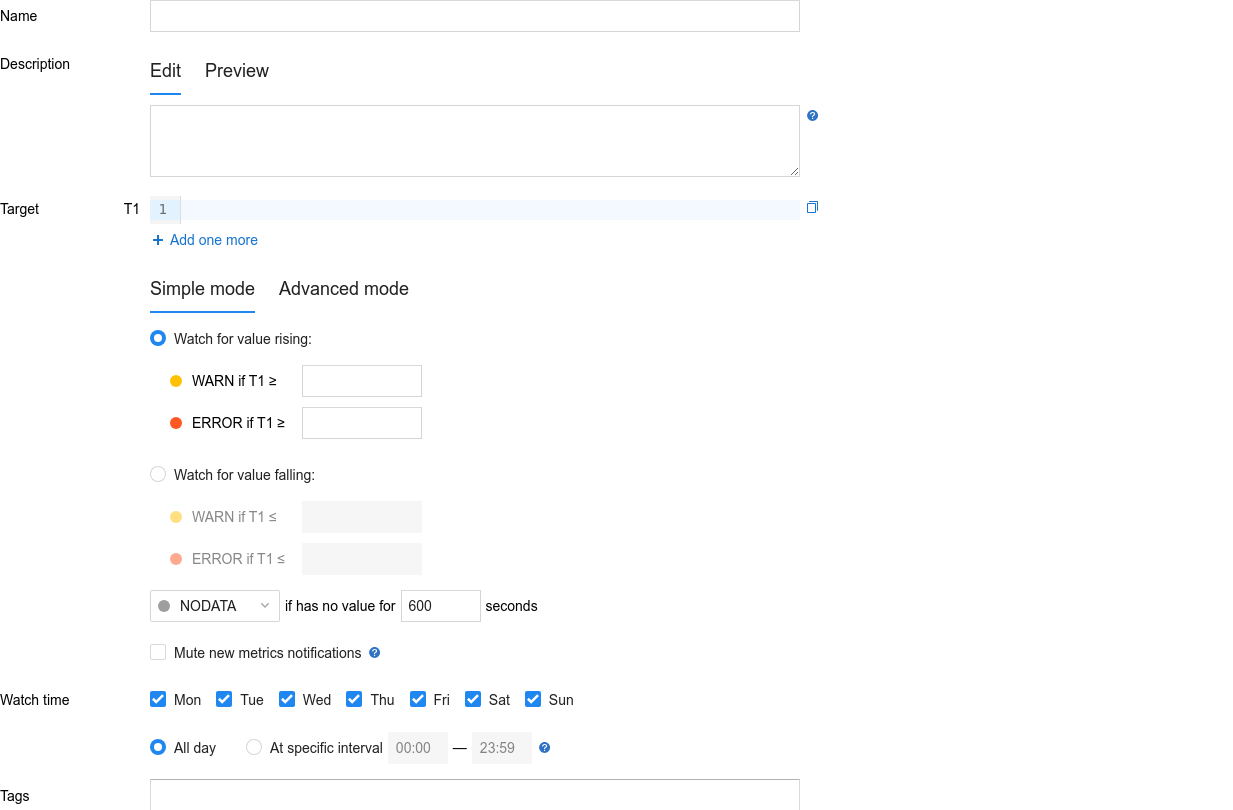 Name
Description
Edit Preview
Target T1 1
Add one more
Simple mode Advanced mode
Watch for value rising:
WARN if T1 ≥
ERROR if T1 ≥
Watch for value falling:
WARN if T1 ≤
ERROR if T1 ≤
NODATA if has no value for 600 seconds
Mute new metrics notifications
Watch time Mon Tue Wed Thu Fri Sat Sun
All day At specific interval 00:00 — 23:59
Tags